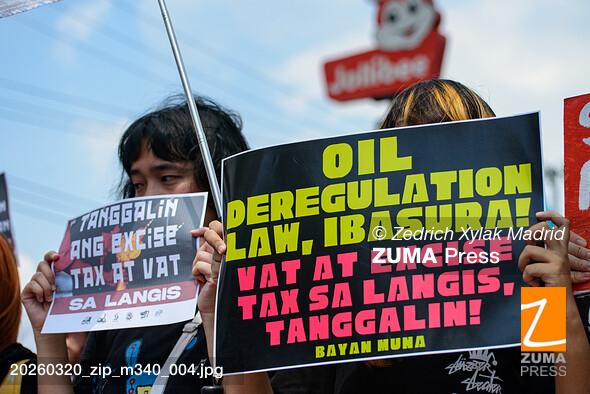 Jollibee
TANGGALIN
ANG EXCISE
TAX AT VAT
SA LANGIS
OIL
DEREGULATION
LAW, IBASURA!
VAT AT EXCISE
TAX SA LANGIS,
TANGGALIN!
BAYAN MUNA
© Zedrich Xylak Madrid
ZUMA Press
20260320_zip_m340_004.jpg
Z
ZUMA
PRESS